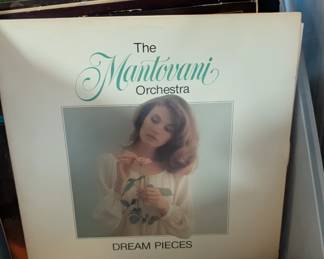 The
Mantovani
Orchestra
DREAM PIECES